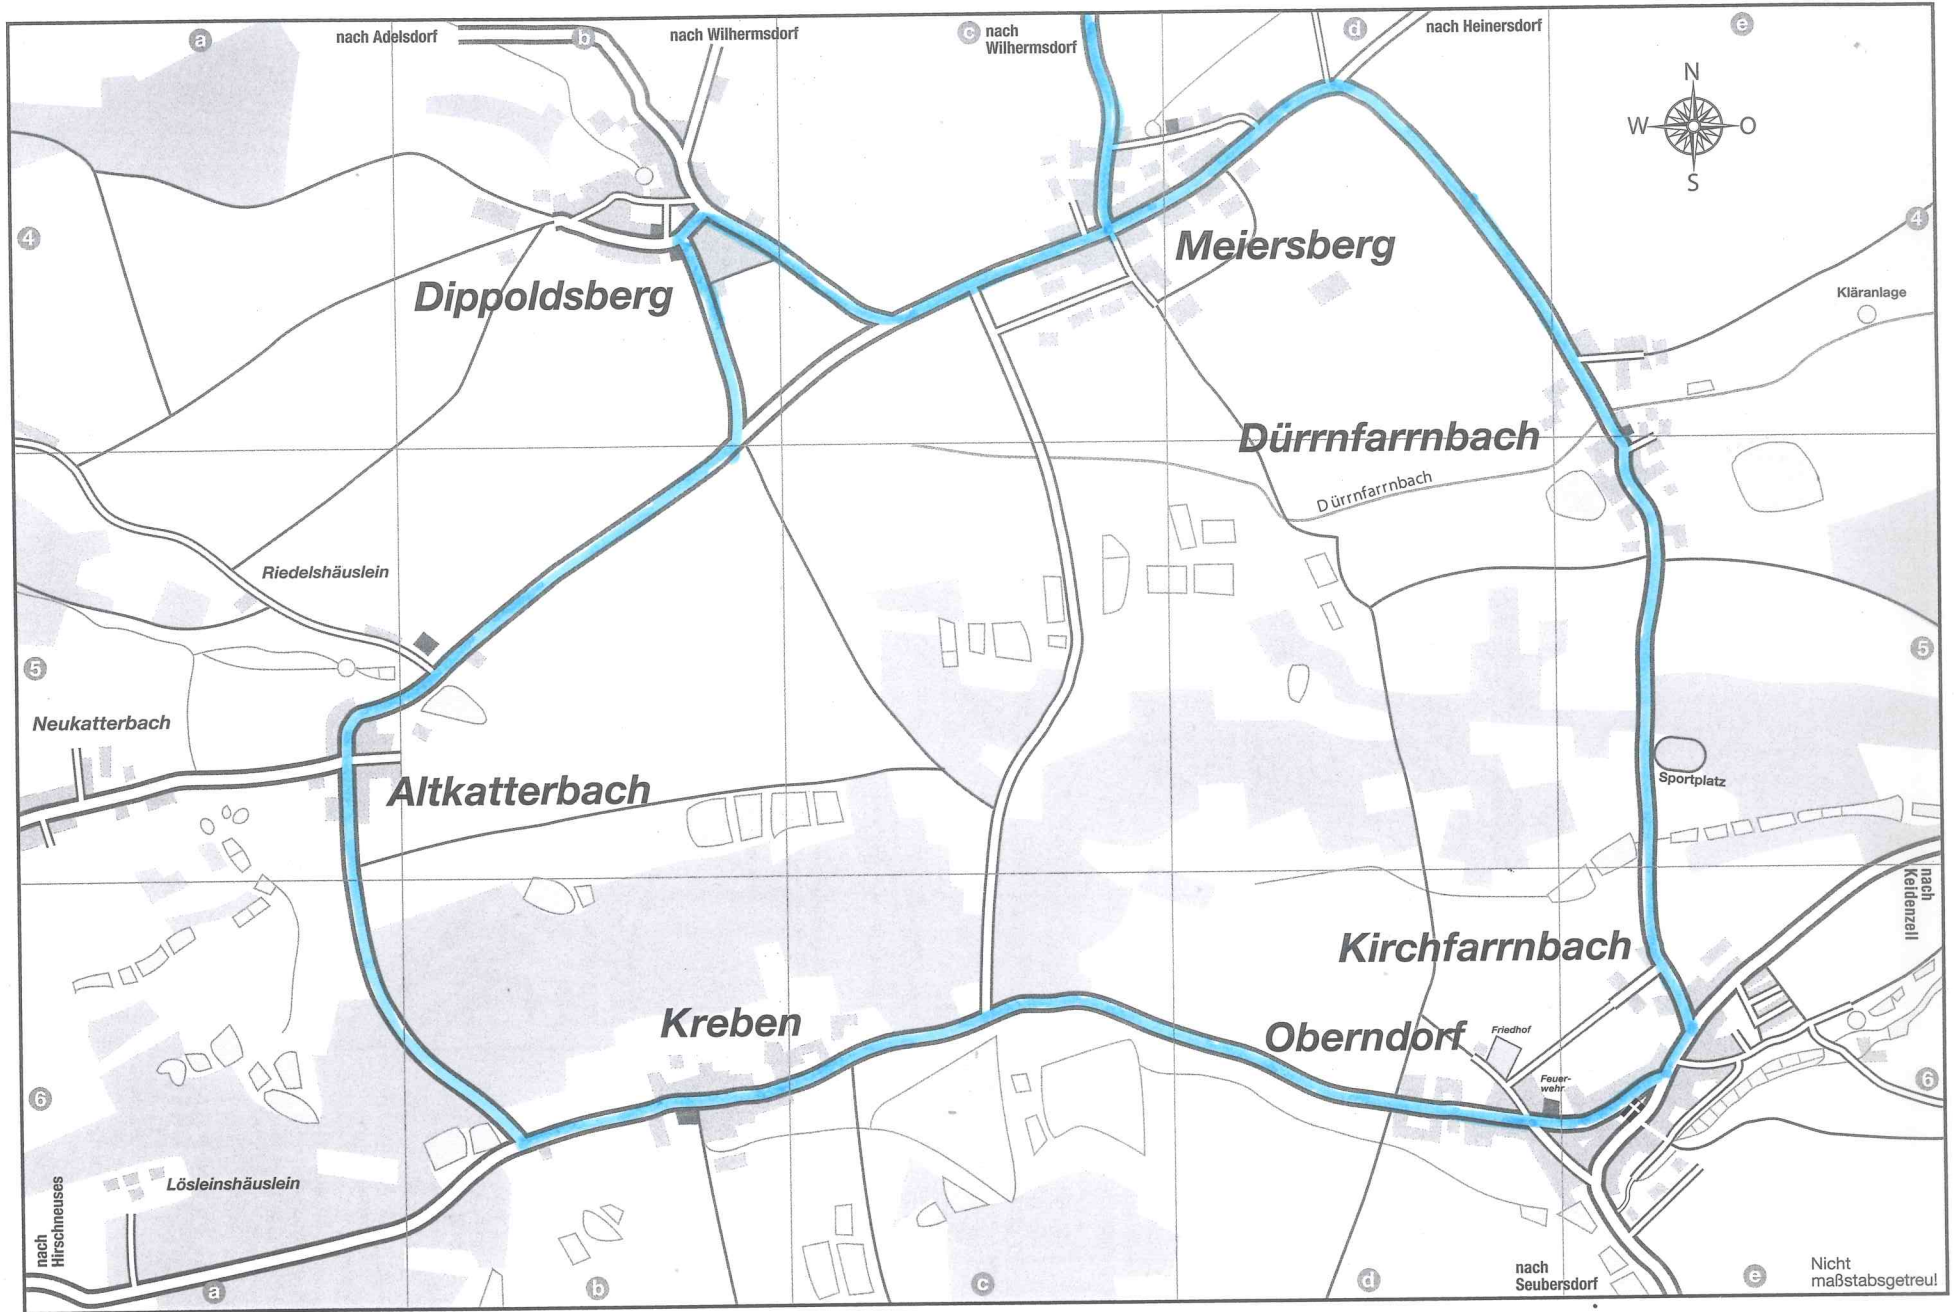 a
nach Adelsdorf
b
nach Wilhermsdorf
c
nach
Wilhermsdorf
d
nach Heinersdorf
e
N
W
O
S
4
4
Meiersberg
Dippoldsberg
Kläranlage
Dürrnfarrnbach
Dürrnfarrnbach
Riedelshäuslein
5
5
Neukatterbach
Altkatterbach
Sportplatz
nach
Keidenzell
Kirchfarrnbach
Kreben
Oberndorf
Friedhof
Feuer-
wehr
6
6
Lösleinshäuslein
nach
Hirschneuses
a
b
c
d
nach
Seubersdorf
e
Nicht
maßstabsgetreu!